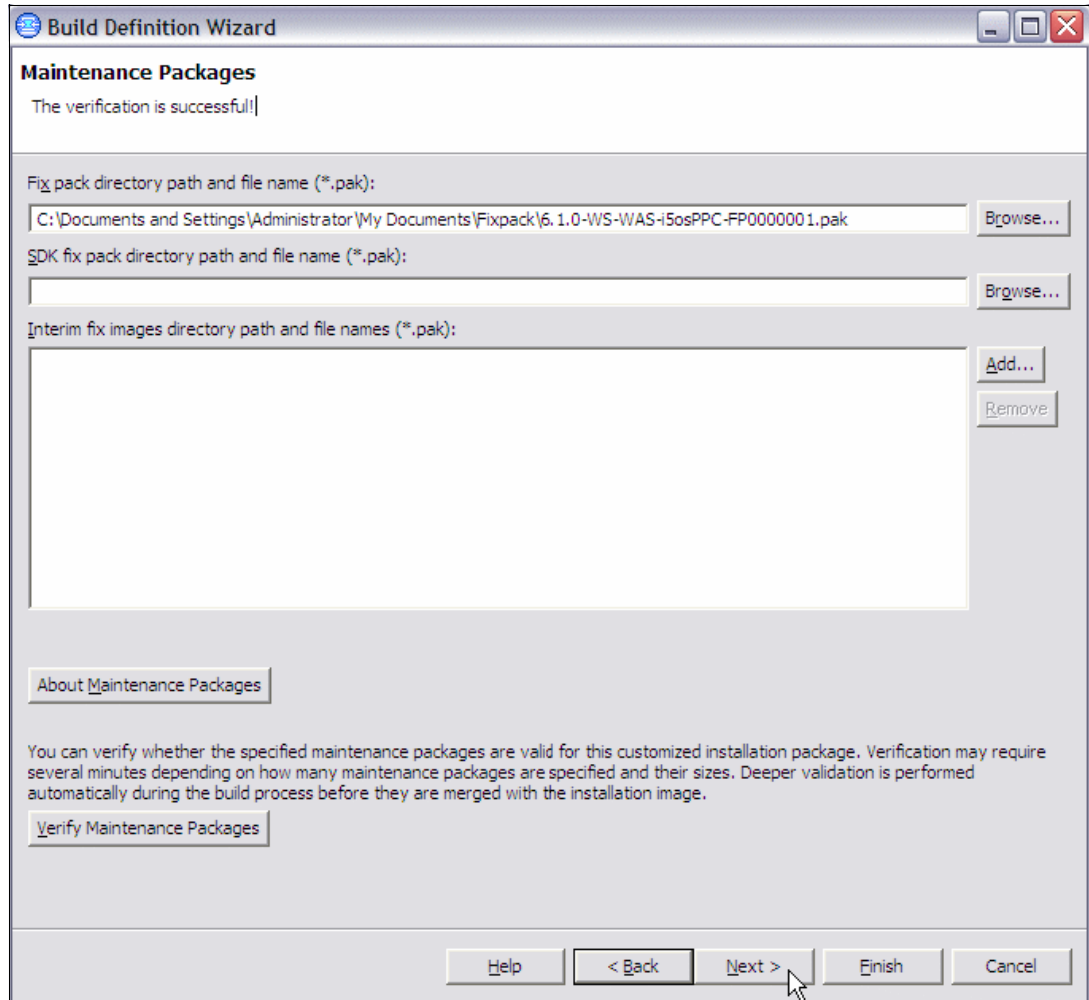 Build Definition Wizard
Maintenance Packages
The verification is successful!
Fix pack directory path and file name (*.pak):
C:\Documents and Settings\Administrator\My Documents\Fixpack\6.1.0-WS-WAS-i5osPPC-FP0000001.pak
Browse...
SDK fix pack directory path and file name (*.pak):
Browse...
Interim fix images directory path and file names (*.pak):
Add...
Remove
About Maintenance Packages
You can verify whether the specified maintenance packages are valid for this customized installation package. Verification may require
several minutes depending on how many maintenance packages are specified and their sizes. Deeper validation is performed
automatically during the build process before they are merged with the installation image.
Verify Maintenance Packages
Help
< Back
Next >
Finish
Cancel